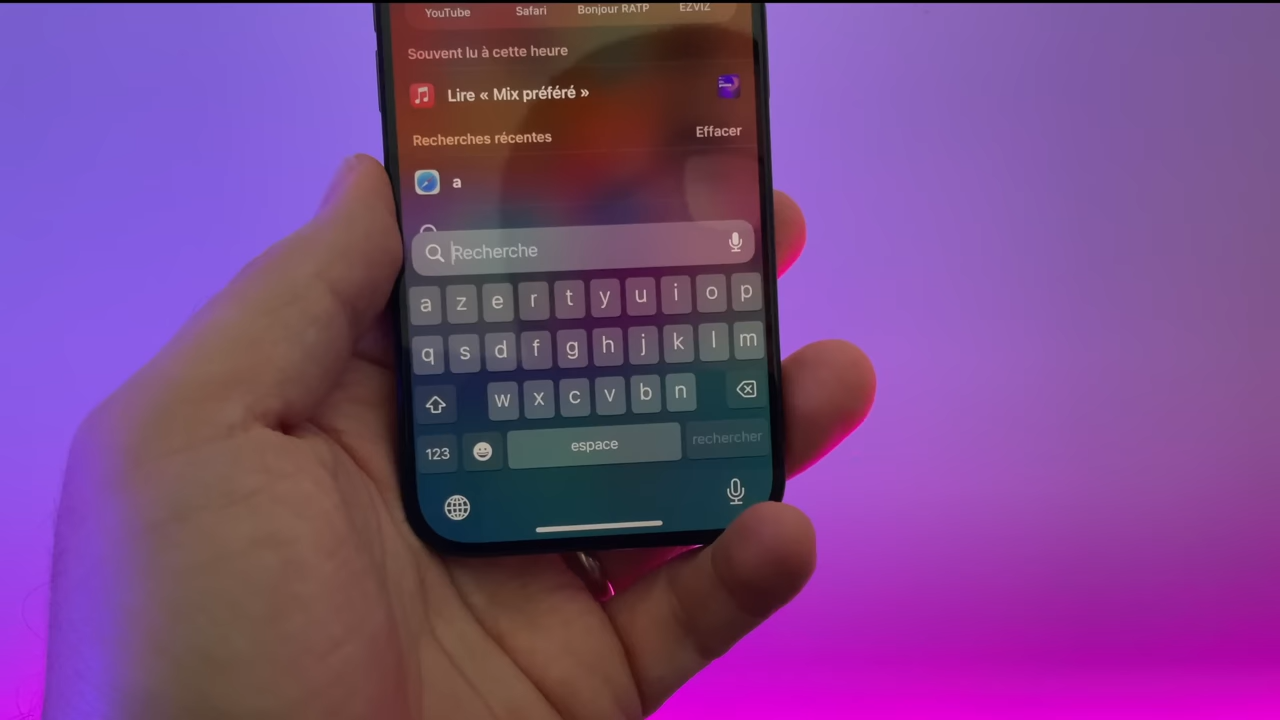 YouTube Safari Bonjour RATP EZVIZ
Souvent lu à cette heure
Lire « Mix préféré »
Recherches récentes Effacer
a
Recherche
a z e r t y u i o p
q s d f g h j k l m
w x c v b n
123 espace rechercher